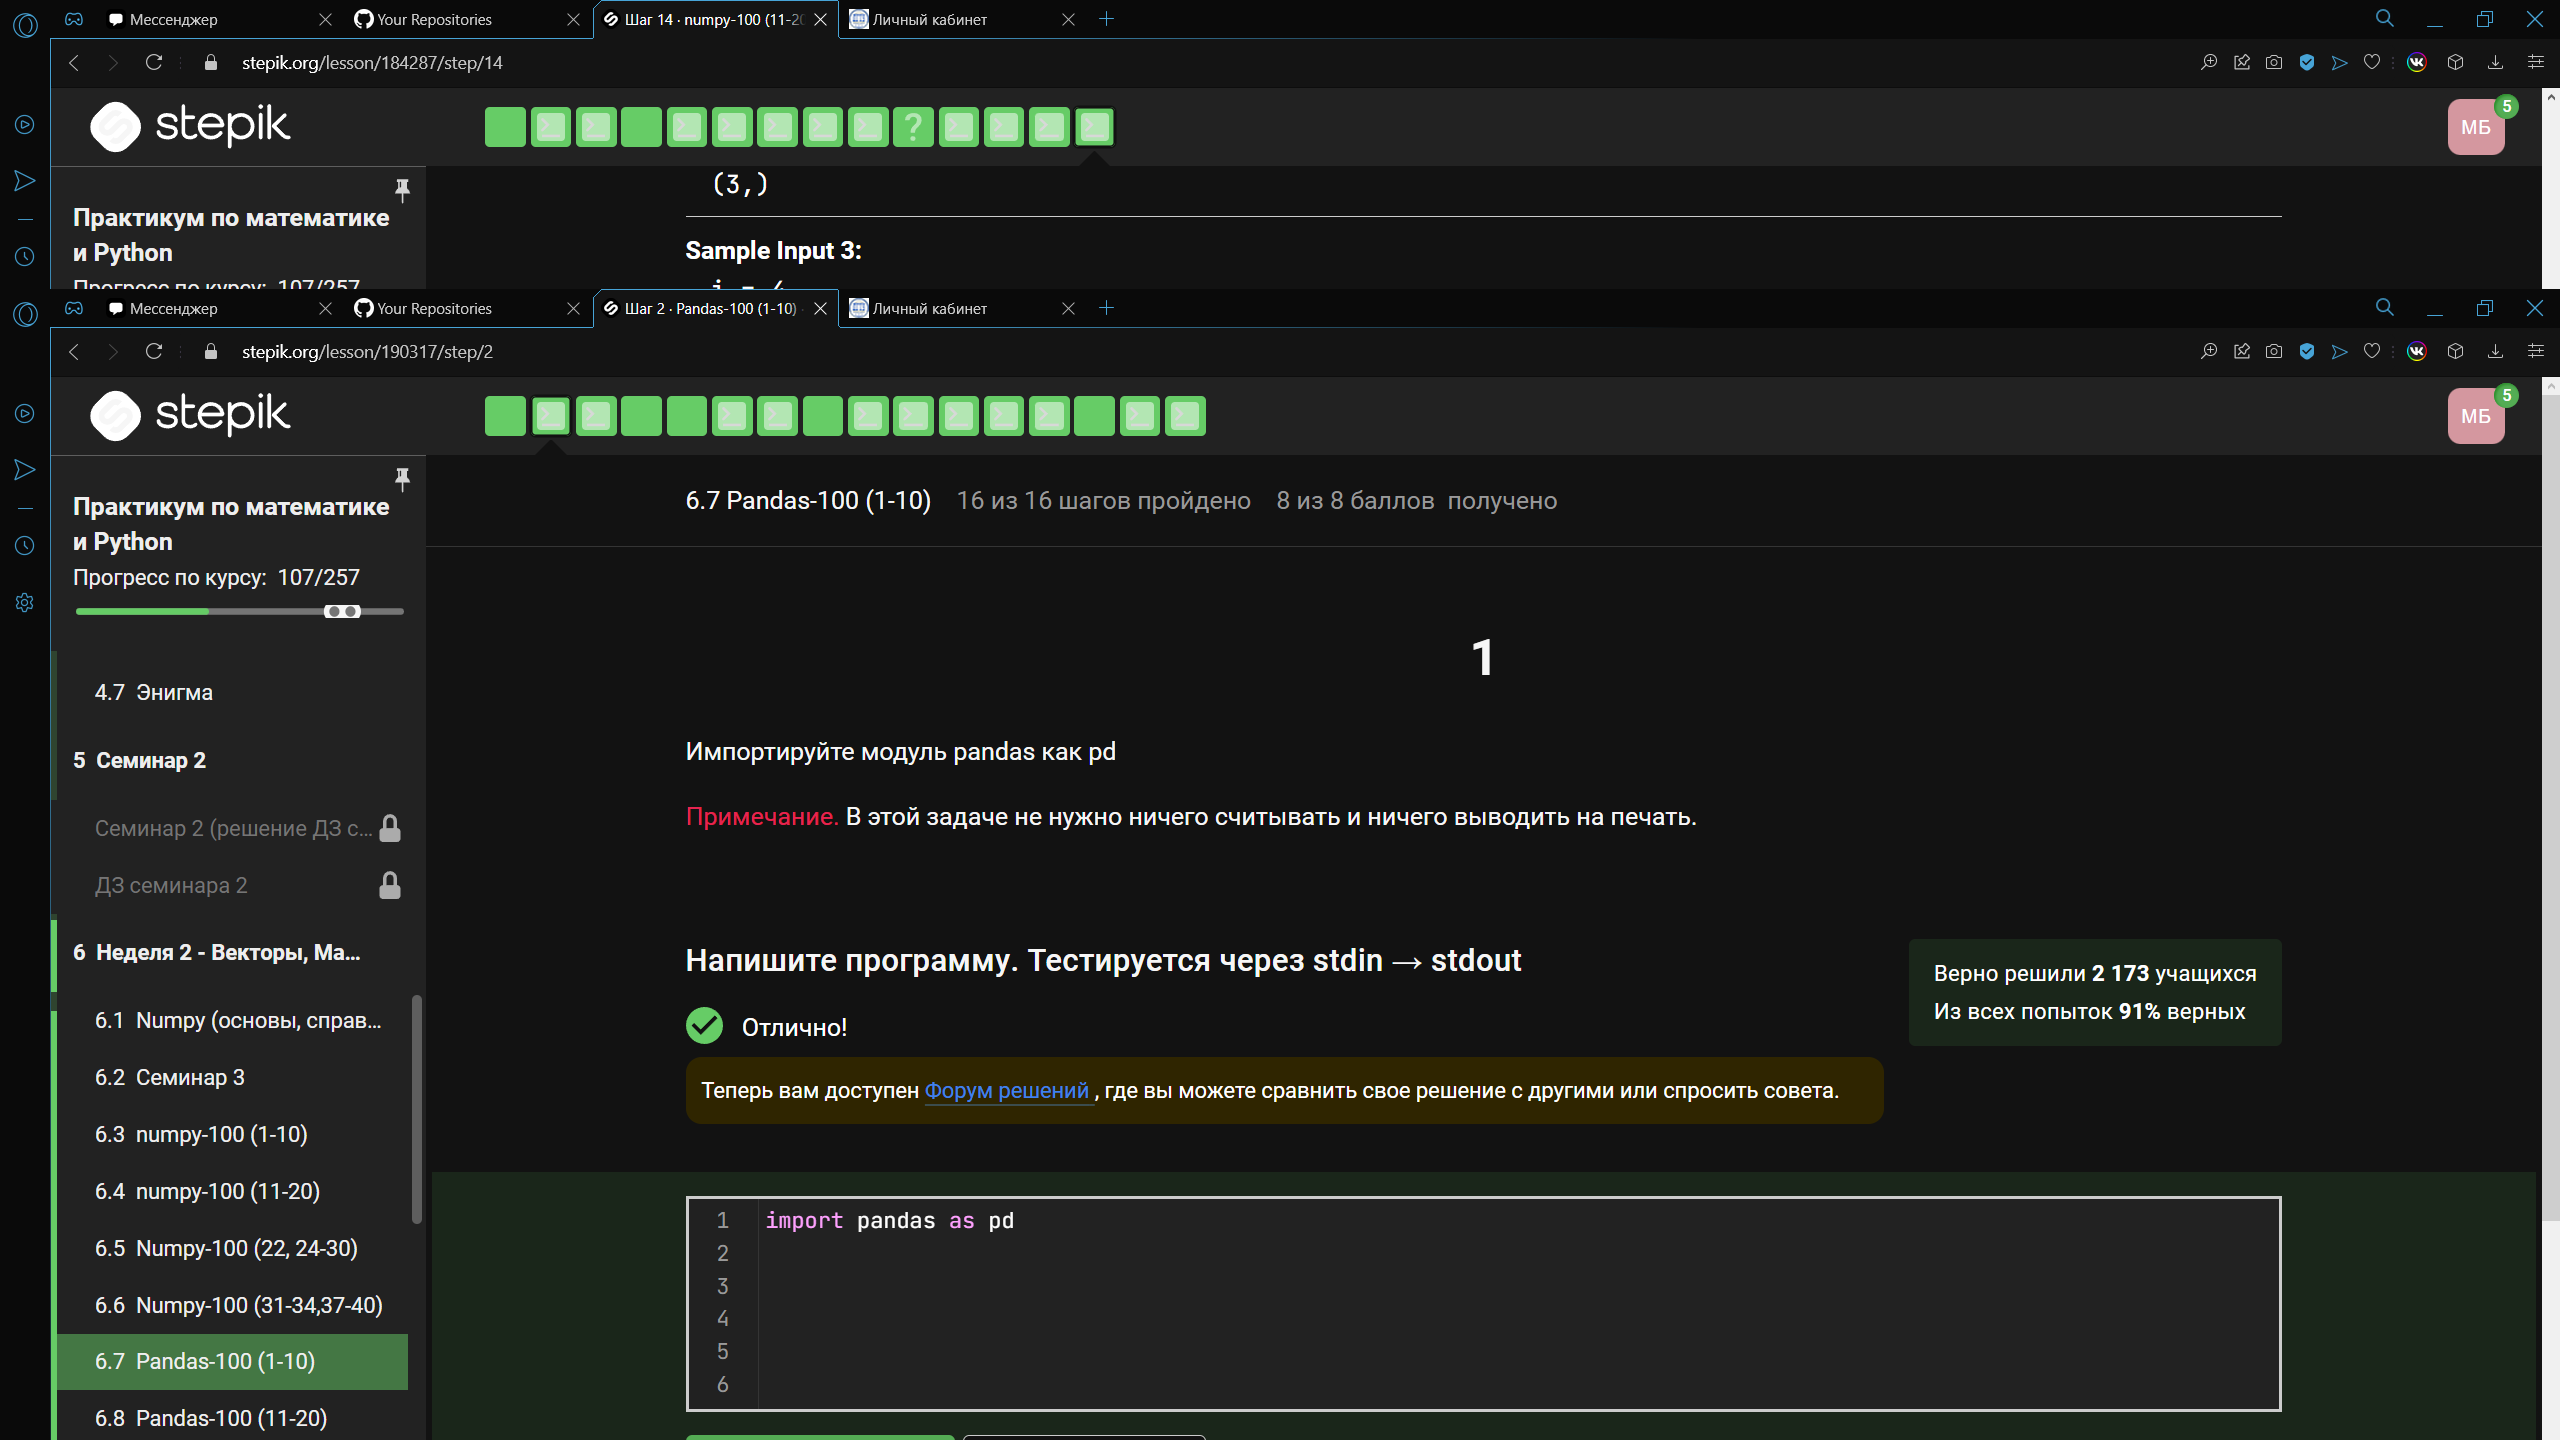 Мессенджер
Your Repositories
Шаг 14 · numpy-100 (11-20
Личный кабинет
stepik.org/lesson/184287/step/14
stepik
?
МБ
5
(3,)
Практикум по математике
и Python
Прогресс по курсу: 107/257
Sample Input 3:
i = 4
Мессенджер
Your Repositories
Шаг 2 · Pandas-100 (1-10)
Личный кабинет
stepik.org/lesson/190317/step/2
stepik
МБ
5
Практикум по математике
и Python
Прогресс по курсу: 107/257
4.7 Энигма
5 Семинар 2
Семинар 2 (решение ДЗ с...
ДЗ семинара 2
6 Неделя 2 - Векторы, Ма...
6.1 Numpy (основы, справ...
6.2 Семинар 3
6.3 numpy-100 (1-10)
6.4 numpy-100 (11-20)
6.5 Numpy-100 (22, 24-30)
6.6 Numpy-100 (31-34,37-40)
6.7 Pandas-100 (1-10)
6.8 Pandas-100 (11-20)
6.7 Pandas-100 (1-10) 16 из 16 шагов пройдено 8 из 8 баллов получено
1
Импортируйте модуль pandas как pd
Примечание. В этой задаче не нужно ничего считывать и ничего выводить на печать.
Напишите программу. Тестируется через stdin → stdout
Верно решили 2 173 учащихся
Из всех попыток 91% верных
Отлично!
Теперь вам доступен Форум решений , где вы можете сравнить свое решение с другими или спросить совета.
1 import pandas as pd
2
3
4
5
6